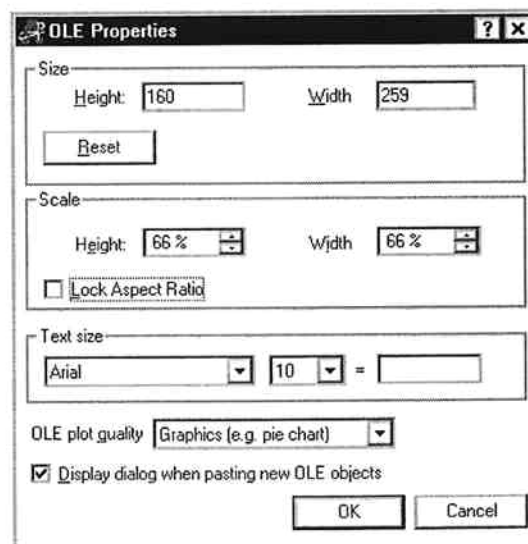 OLE Properties
Size
Height: 160 Width 259
Reset
Scale
Height: 66 % Width 66 %
Lock Aspect Ratio
Text size
Arial 10 =
OLE plot quality Graphics (e.g. pie chart)
Display dialog when pasting new OLE objects
OK Cancel